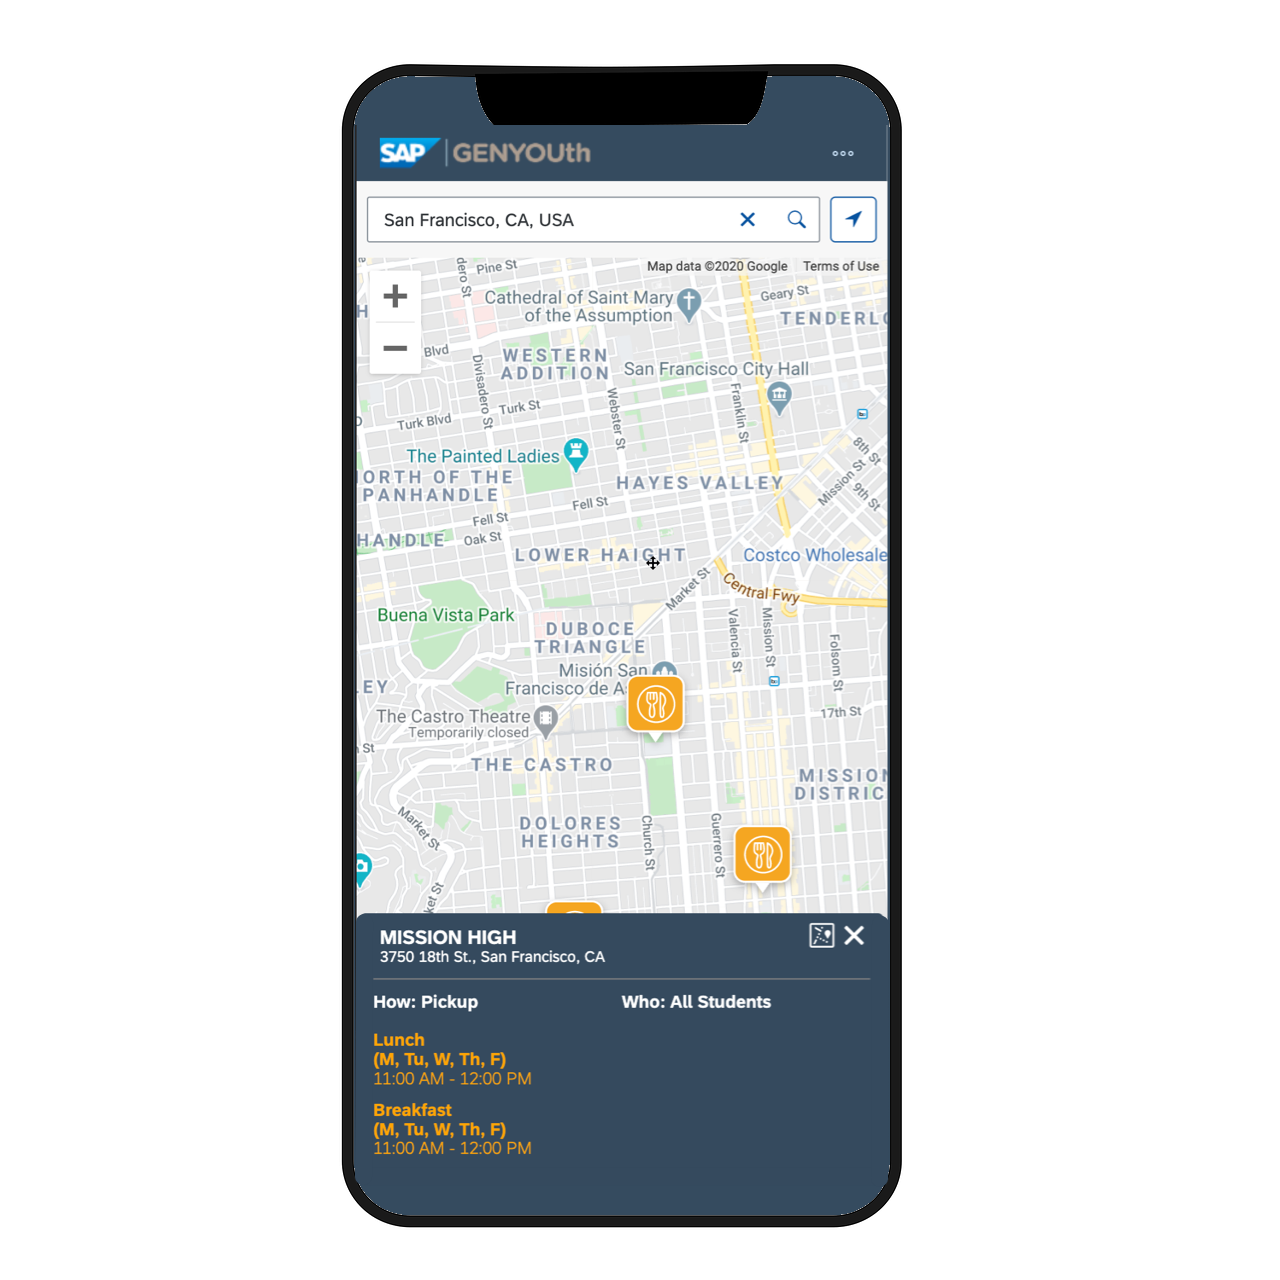 SAP | GENYOUth
San Francisco, CA, USA
Map data ©2020 Google Terms of Use
dero St
Pine St
Cathedral of Saint Mary
of the Assumption
Geary St
TENDERLO
H
Blvd
Divisadero St
WESTERN
ADDITION
San Francisco City Hall
Webster St
Franklin St
Turk St
Turk Blvd
The Painted Ladies
8th St
ORTH OF THE
PANHANDLE
HAYES VALLEY
Mission St
9th St
Fell St
Fell St
HANDLE
Oak St
LOWER HAIGHT
Costco Wholesale
Market St
Central Fwy
Buena Vista Park
DUBOCE
TRIANGLE
Valencia St
Mission St
Folsom St
Misión San
Francisco de A
LEY
The Castro Theatre
Temporarily closed
17th St
n St
THE CASTRO
MISSION
DISTRIC
Market St
DOLORES
HEIGHTS
Church St
Guerrero St
ket St
MISSION HIGH
3750 18th St., San Francisco, CA
How: Pickup Who: All Students
Lunch
(M, Tu, W, Th, F)
11:00 AM - 12:00 PM
Breakfast
(M, Tu, W, Th, F)
11:00 AM - 12:00 PM